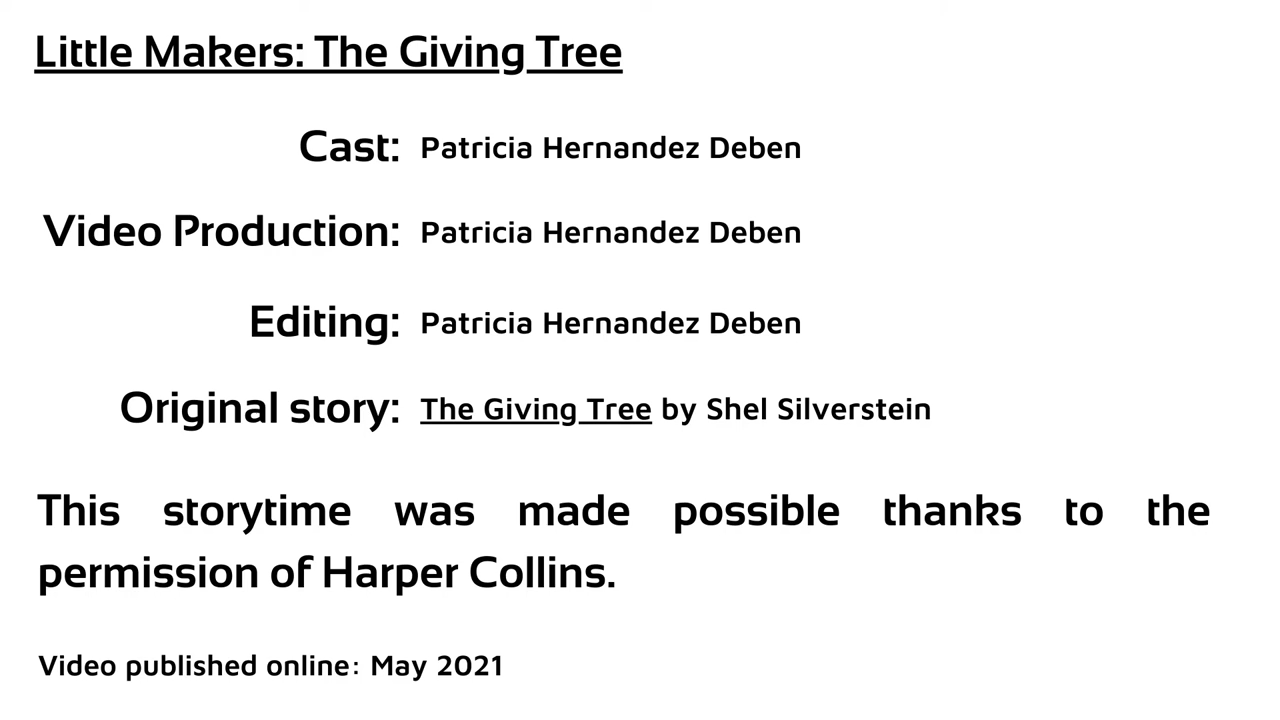 Little Makers: The Giving Tree
Cast: Patricia Hernandez Deben
Video Production: Patricia Hernandez Deben
Editing: Patricia Hernandez Deben
Original story: The Giving Tree by Shel Silverstein
This storytime was made possible thanks to the
permission of Harper Collins.
Video published online: May 2021